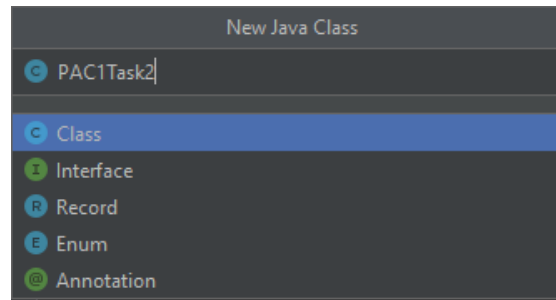 New Java Class
C PAC1Task2
C Class
I Interface
R Record
E Enum
@ Annotation